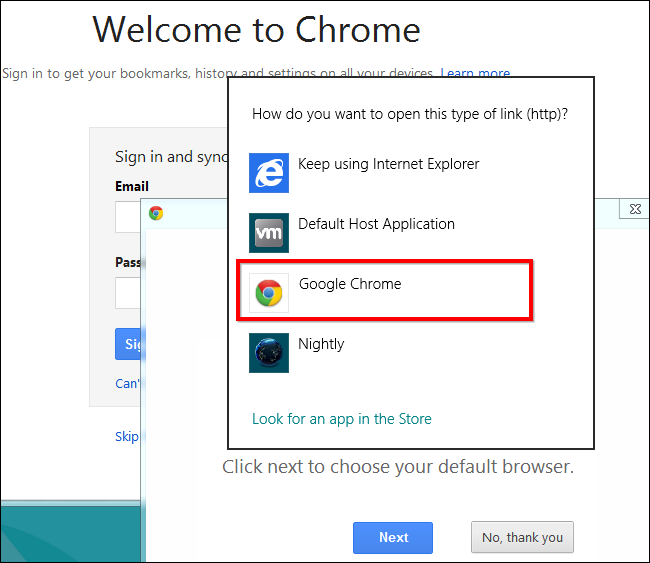 Welcome to Chrome
Sign in to get your bookmarks, history and settings on all your devices. Learn more
How do you want to open this type of link (http)?
Keep using Internet Explorer
Default Host Application
Google Chrome
Nightly
Look for an app in the Store
Sign in and sync
Email
Skip
vm
Click next to choose your default browser.
Next
No, thank you